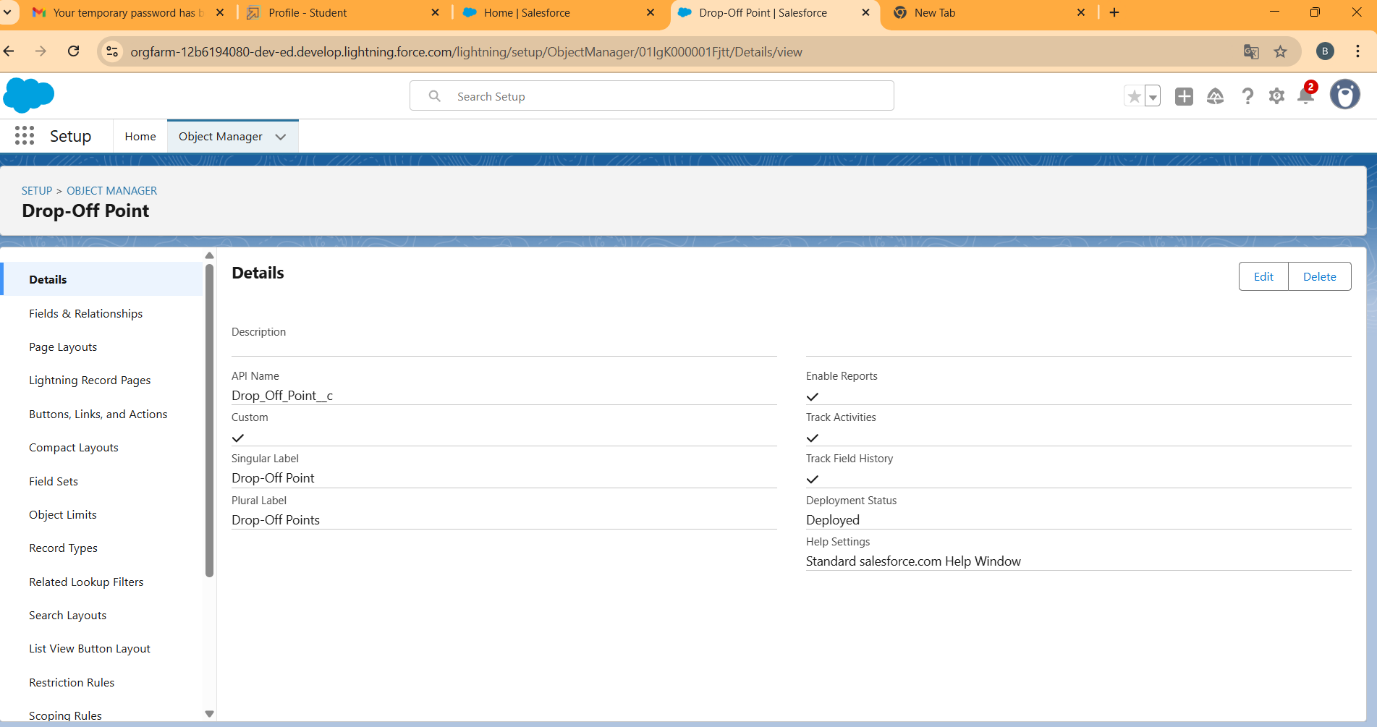 Your temporary password has b
Profile - Student
Home | Salesforce
Drop-Off Point | Salesforce
New Tab
orgfarm-12b6194080-dev-ed.develop.lightning.force.com/lightning/setup/ObjectManager/01IgK000001Fjtt/Details/view
B
Search Setup
2
Setup
Home
Object Manager
SETUP > OBJECT MANAGER
Drop-Off Point
Details
Fields & Relationships
Page Layouts
Lightning Record Pages
Buttons, Links, and Actions
Compact Layouts
Field Sets
Object Limits
Record Types
Related Lookup Filters
Search Layouts
List View Button Layout
Restriction Rules
Scoping Rules
Details
Edit
Delete
Description
API Name
Drop_Off_Point__c
Custom
Singular Label
Drop-Off Point
Plural Label
Drop-Off Points
Enable Reports
Track Activities
Track Field History
Deployment Status
Deployed
Help Settings
Standard salesforce.com Help Window